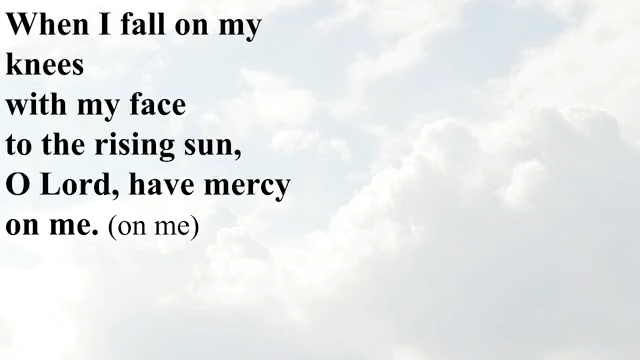 When I fall on my
knees
with my face
to the rising sun,
O Lord, have mercy
on me. (on me)